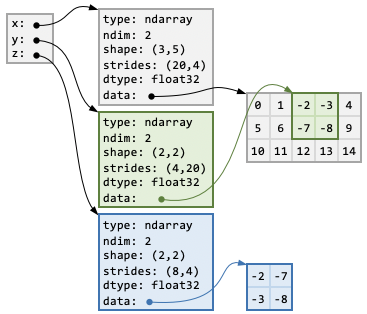 x:
y:
z:
type: ndarray
ndim: 2
shape: (3,5)
strides: (20,4)
dtype: float32
data:
type: ndarray
ndim: 2
shape: (2,2)
strides: (4,20)
dtype: float32
data:
type: ndarray
ndim: 2
shape: (2,2)
strides: (8,4)
dtype: float32
data:
0 1 -2 -3 4
5 6 -7 -8 9
10 11 12 13 14
-2 -7
-3 -8